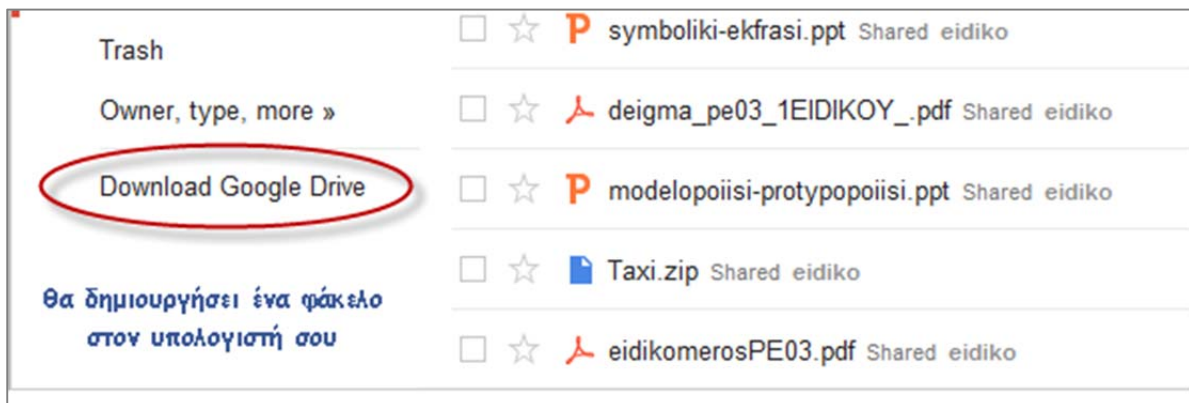 Trash
Owner, type, more »
Download Google Drive
θα δημιουργήσει ένα φάκελο
στον υπολογιστή σου
symboliki-ekfrasi.ppt Shared eidiko
deigma_pe03_1EIDIKOY_.pdf Shared eidiko
modelopoiisi-protypopoiisi.ppt Shared eidiko
Taxi.zip Shared eidiko
eidikomerosPE03.pdf Shared eidiko